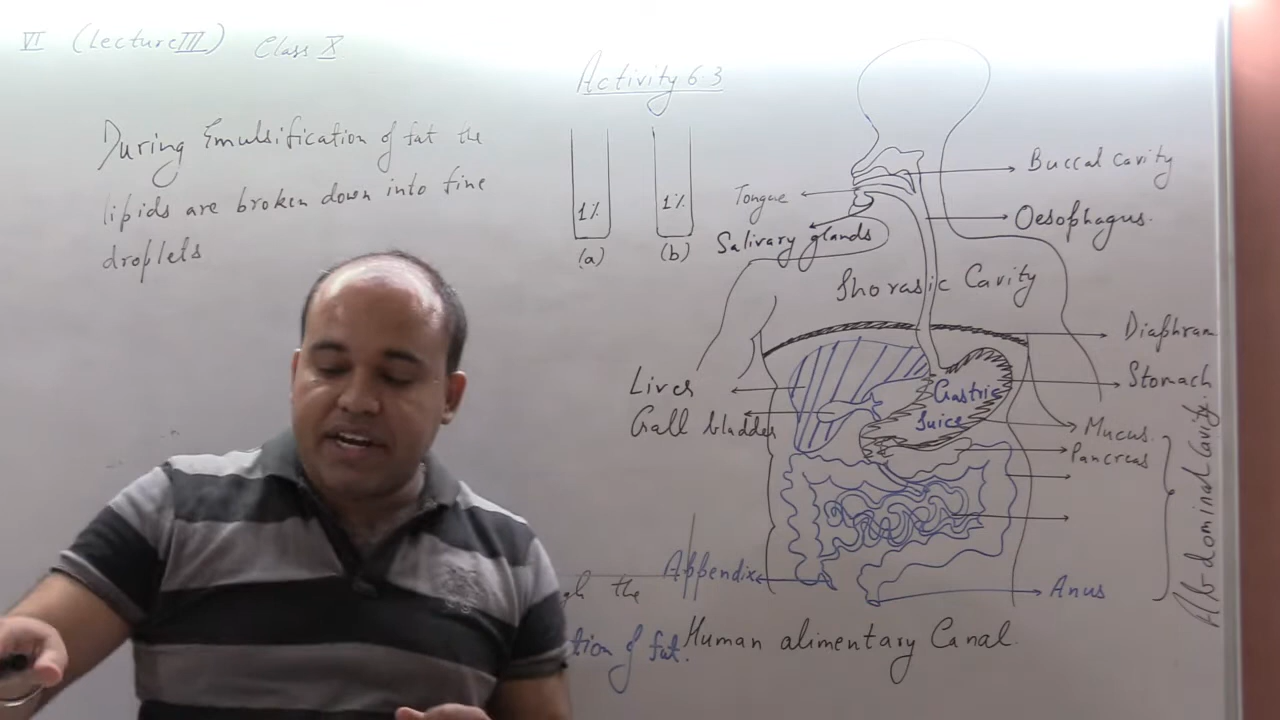 VI (Lecture III) Class X
During Emulsification of fat the
lipids are broken down into fine
droplets
Activity 6.3
1%
1%
(a)
(b)
Buccal cavity
Tongue
Oesophagus.
Salivary glands
Thorasic Cavity
Diaphram
Liver
Stomach
Gastric
Juice
Gall bladder
Mucus.
Pancreas
Abdominal Cavity.
Appendix
Anus
the
tion of fat.
Human alimentary Canal.